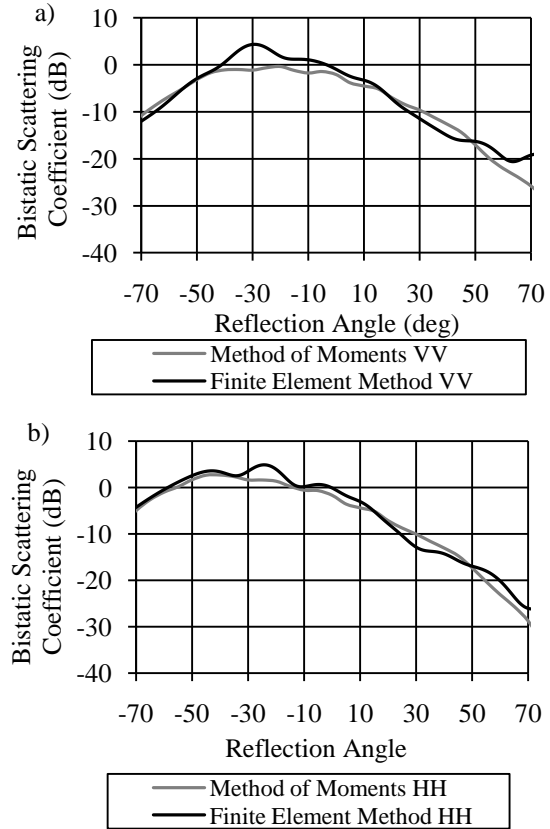 a)
Bistatic Scattering
Coefficient (dB)
10
0
-10
-20
-30
-40
-70 -50 -30 -10 10 30 50 70
Reflection Angle (deg)
Method of Moments VV
Finite Element Method VV
b)
Bistatic Scattering
Coefficient (dB)
10
0
-10
-20
-30
-40
-70 -50 -30 -10 10 30 50 70
Reflection Angle
Method of Moments HH
Finite Element Method HH